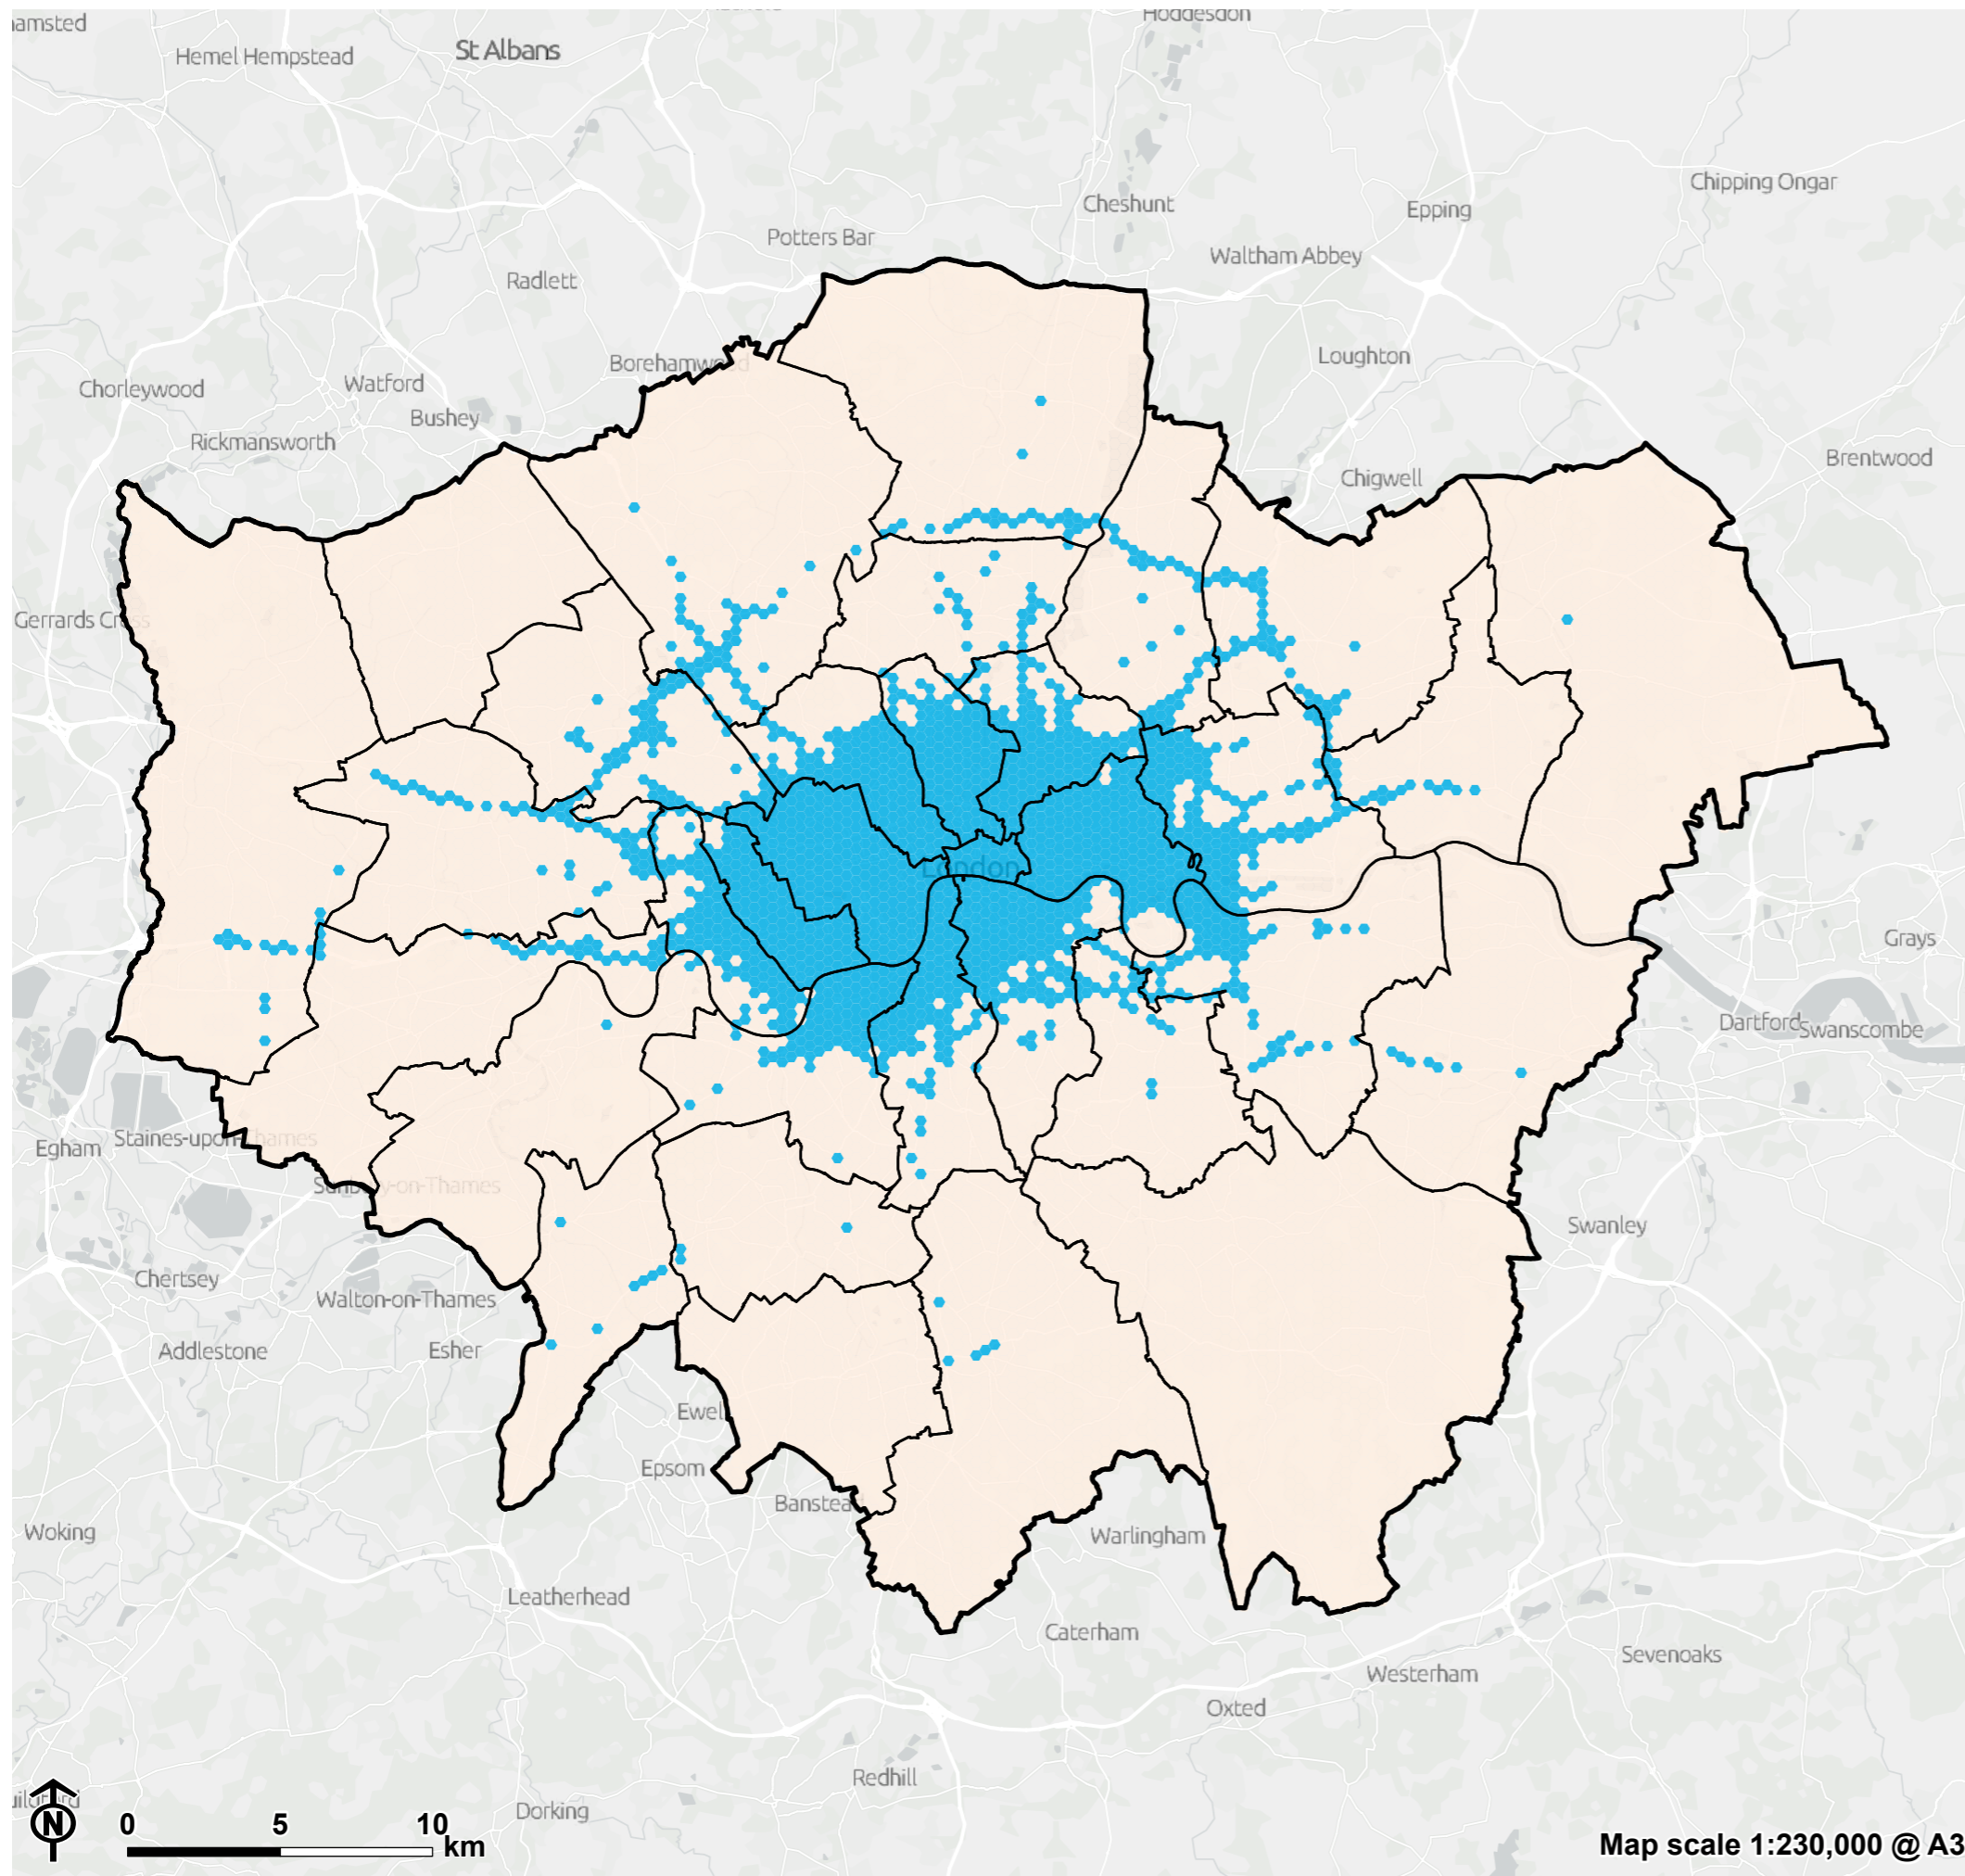 Hoddesdon
St Albans
Hemel Hempstead
Chipping Ongar
Cheshunt
Epping
Potters Bar
Waltham Abbey
Radlett
Loughton
Borehamwood
Watford
Chorleywood
Bushey
Rickmansworth
Brentwood
Chigwell
Gerrards Cross
London
Grays
Dartford
Swanscombe
Staines-upon-Thames
Egham
Sunbury-on-Thames
Swanley
Chertsey
Walton-on-Thames
Addlestone
Esher
Ewel
Epsom
Banstead
Woking
Warlingham
Leatherhead
Caterham
Sevenoaks
Westerham
Oxted
Redhill
Dorking
N
0 5 10
km
Map scale 1:230,000 @ A3